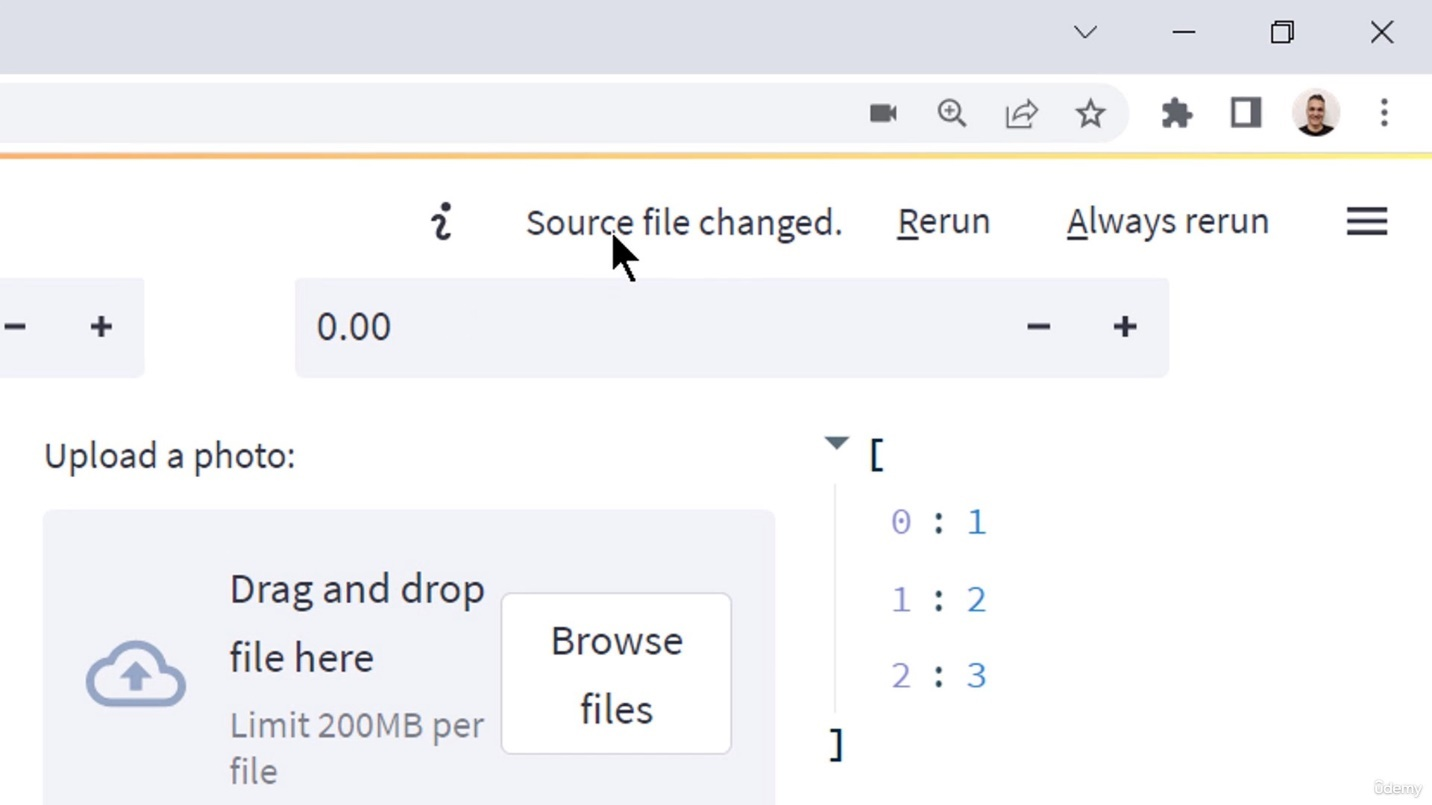 Source file changed. Rerun Always rerun
- + 0.00 - +
Upload a photo:
[
0 : 1
Drag and drop
file here
1 : 2
Browse
files
2 : 3
Limit 200MB per
file
]
ûdemy